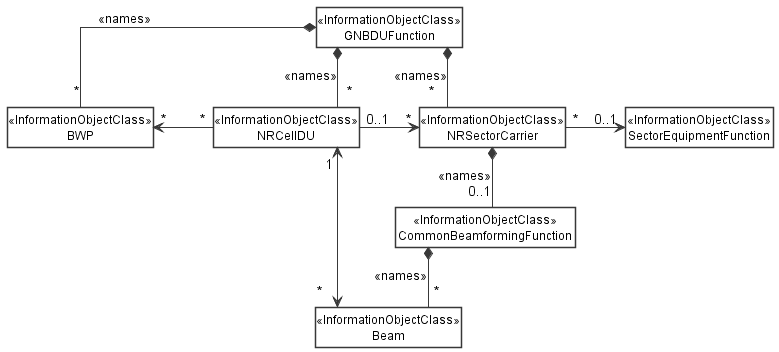 «InformationObjectClass»
GNBDUFunction
«names»
«names»
«names»
*
*
*
«InformationObjectClass»
BWP
*
*
«InformationObjectClass»
NRCellDU
0..1
*
«InformationObjectClass»
NRSectorCarrier
*
0..1
«InformationObjectClass»
SectorEquipmentFunction
1
«names»
0..1
«InformationObjectClass»
CommonBeamformingFunction
«names»
*
*
«InformationObjectClass»
Beam